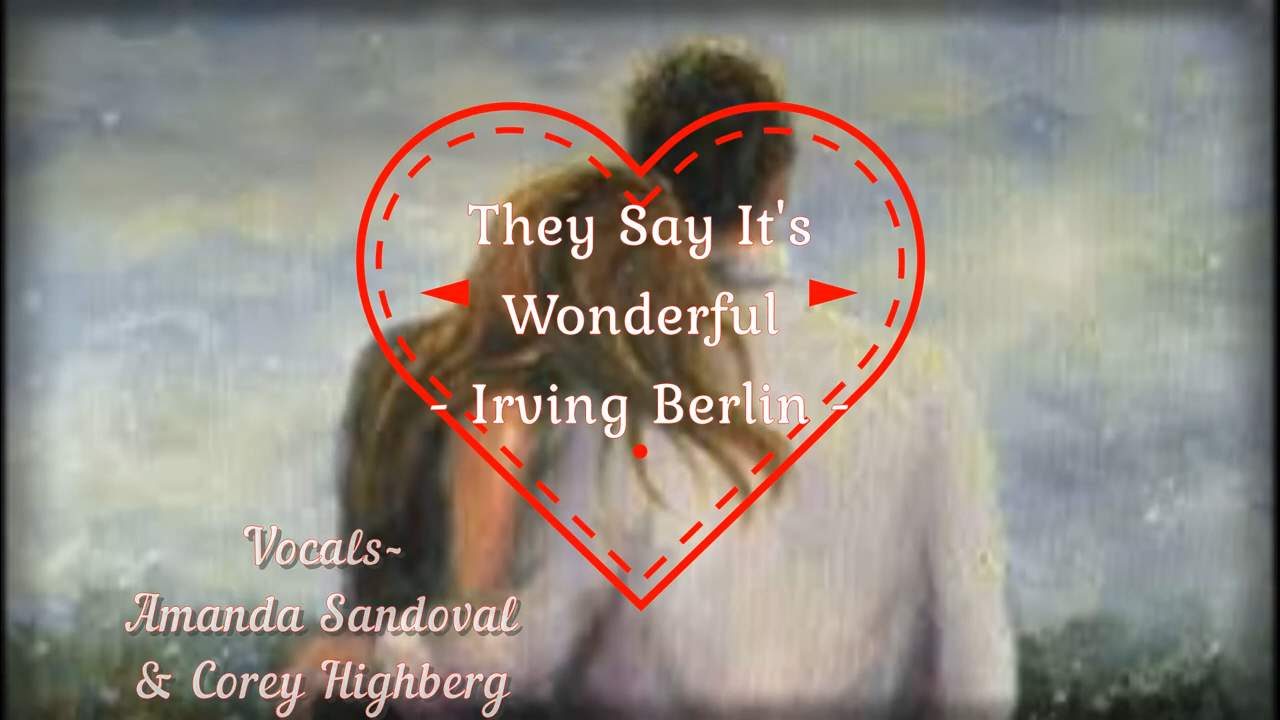 They Say It's
Wonderful
- Irving Berlin -
Vocals~
Amanda Sandoval
& Corey Highberg